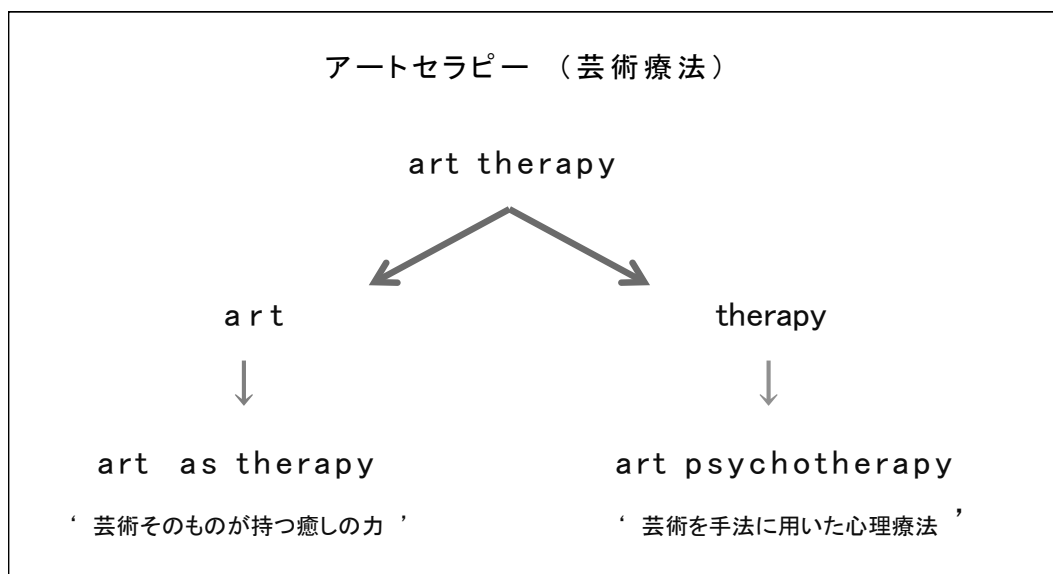 アートセラピー （芸術療法）
art therapy
art therapy
↓ ↓
art as therapy art psychotherapy
‘ 芸術そのものが持つ癒しの力 ’ ‘ 芸術を手法に用いた心理療法 ’